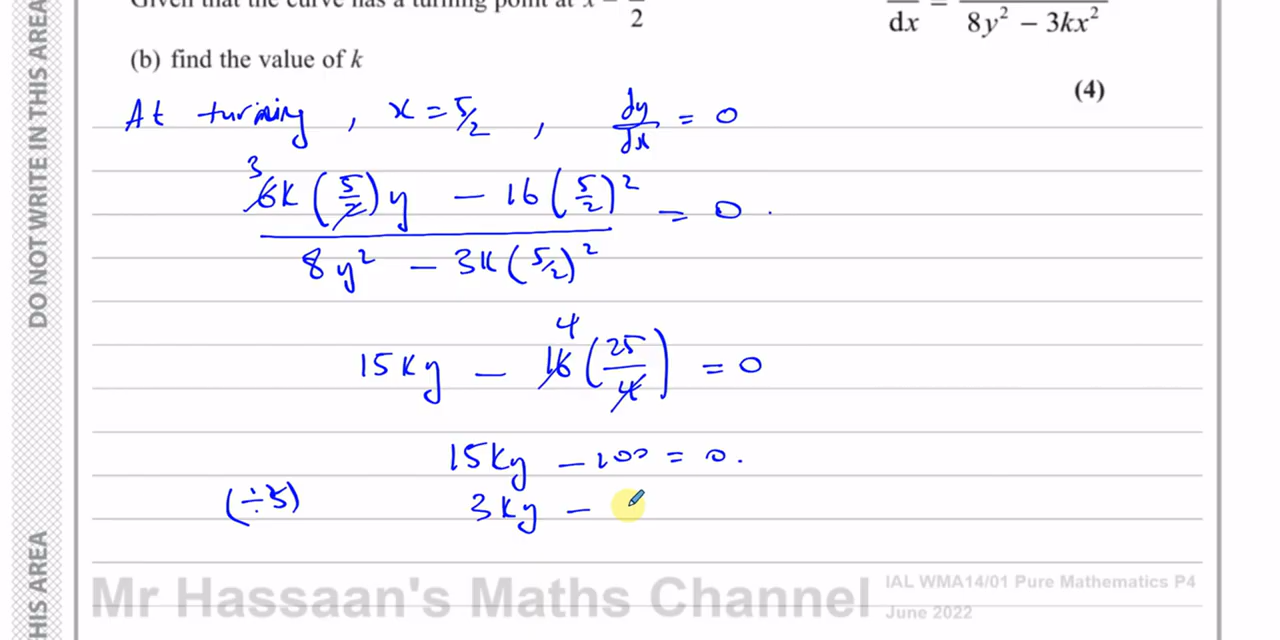 Given that the curve has a turning point at x =
2
dx = 8y² − 3kx²
(b) find the value of k
(4)
At turning, x = 5/2, dy/dx = 0
3
6k(5/2)y − 16(5/2)² = 0.
8y² − 3k(5/2)²
4
15ky − 16(25/4) = 0
15ky − 100 = 0.
(÷5) 3ky −
DO NOT WRITE IN THIS AREA
HIS AREA
Mr Hassaan's Maths Channel
IAL WMA14/01 Pure Mathematics P4
June 2022